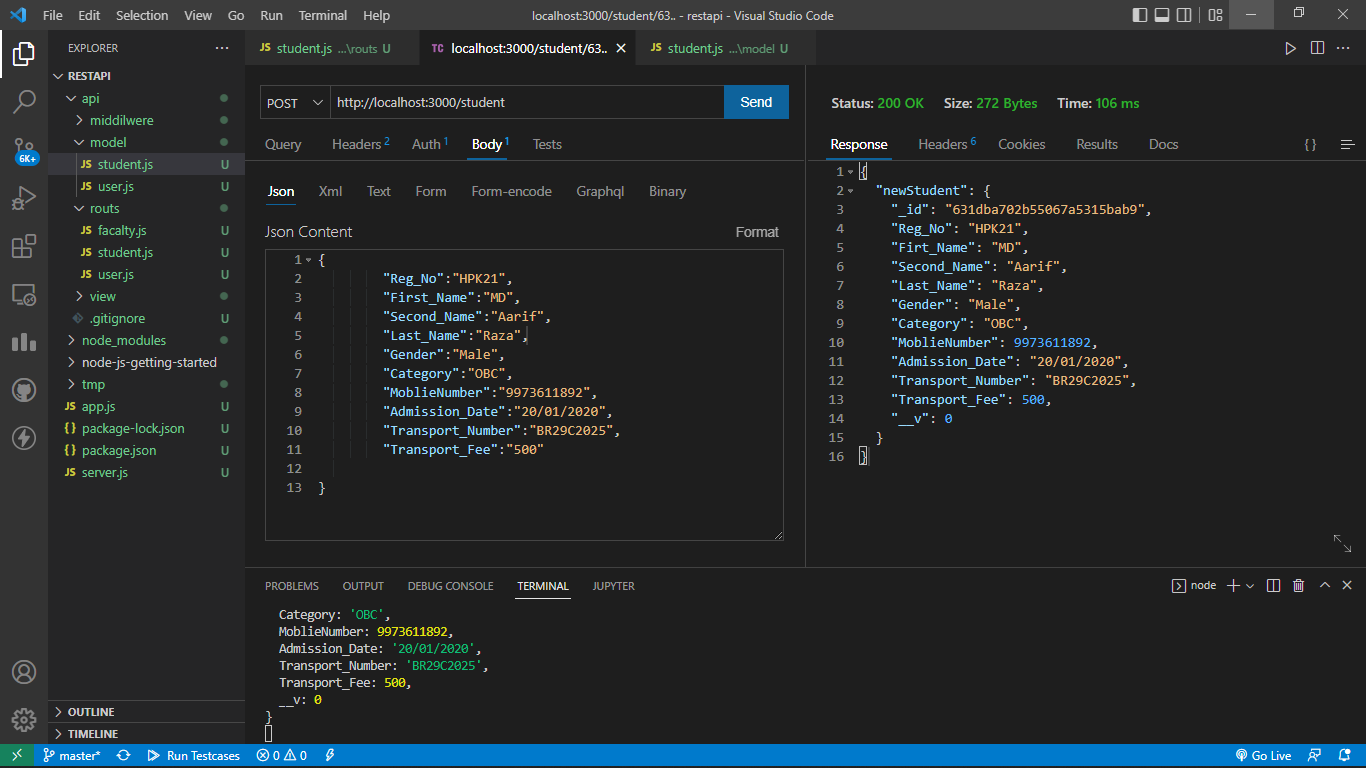 File Edit Selection View Go Run Terminal Help
localhost:3000/student/63.. - restapi - Visual Studio Code
EXPLORER ...
RESTAPI
api
middilwere
model
JS student.js U
JS user.js U
routs
JS facalty.js U
JS student.js U
JS user.js U
view
.gitignore U
node_modules
node-js-getting-started
tmp
JS app.js U
{ } package-lock.json U
{ } package.json U
JS server.js U
OUTLINE
TIMELINE
6K+
JS student.js ...\routs U
TC localhost:3000/student/63..
JS student.js ...\model U
POST http://localhost:3000/student Send
Query Headers 2 Auth 1 Body 1 Tests
Json Xml Text Form Form-encode Graphql Binary
Json Content Format
1 {
2 "Reg_No":"HPK21",
3 "First_Name":"MD",
4 "Second_Name":"Aarif",
5 "Last_Name":"Raza",
6 "Gender":"Male",
7 "Category":"OBC",
8 "MoblieNumber":"9973611892",
9 "Admission_Date":"20/01/2020",
10 "Transport_Number":"BR29C2025",
11 "Transport_Fee":"500"
12
13 }
Status: 200 OK Size: 272 Bytes Time: 106 ms
Response Headers 6 Cookies Results Docs { }
1 {
2 "newStudent": {
3 "_id": "631dba702b55067a5315bab9",
4 "Reg_No": "HPK21",
5 "Firt_Name": "MD",
6 "Second_Name": "Aarif",
7 "Last_Name": "Raza",
8 "Gender": "Male",
9 "Category": "OBC",
10 "MoblieNumber": 9973611892,
11 "Admission_Date": "20/01/2020",
12 "Transport_Number": "BR29C2025",
13 "Transport_Fee": 500,
14 "__v": 0
15 }
16 }
PROBLEMS OUTPUT DEBUG CONSOLE TERMINAL JUPYTER
node
Category: 'OBC',
MoblieNumber: 9973611892,
Admission_Date: '20/01/2020',
Transport_Number: 'BR29C2025',
Transport_Fee: 500,
__v: 0
}
master* Run Testcases 0 0 Go Live